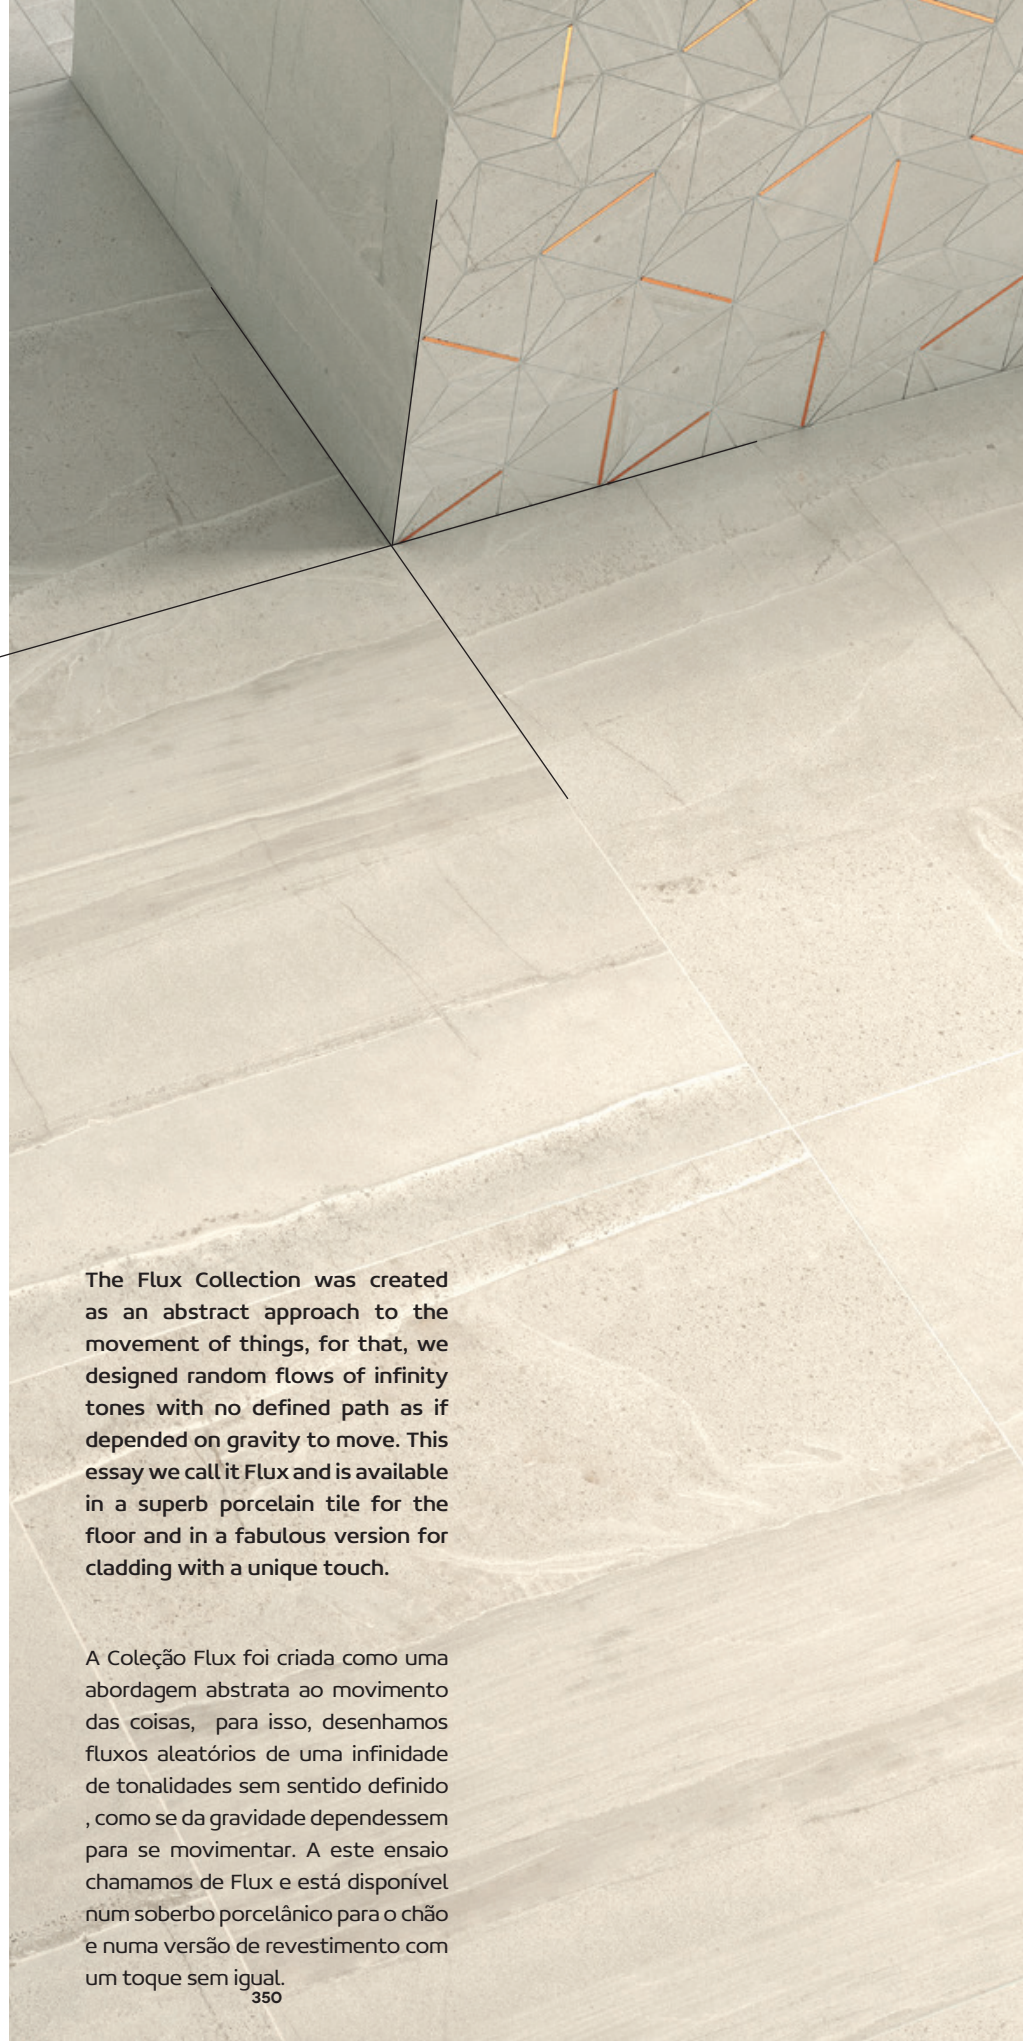 The Flux Collection was created
as an abstract approach to the
movement of things, for that, we
designed random flows of infinity
tones with no defined path as if
depended on gravity to move. This
essay we call it Flux and is available
in a superb porcelain tile for the
floor and in a fabulous version for
cladding with a unique touch.
A Coleção Flux foi criada como uma
abordagem abstrata ao movimento
das coisas, para isso, desenhamos
fluxos aleatórios de uma infinidade
de tonalidades sem sentido definido
, como se da gravidade dependessem
para se movimentar. A este ensaio
chamamos de Flux e está disponível
num soberbo porcelânico para o chão
e numa versão de revestimento com
um toque sem igual.
350